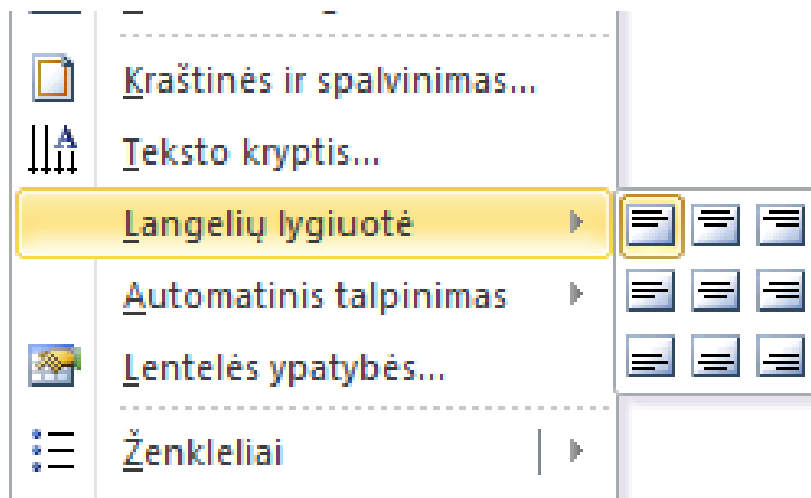 Kraštinės ir spalvinimas...
Teksto kryptis...
Langelių lygiuotė
Automatinis talpinimas
Lentelės ypatybės...
Ženkleliai